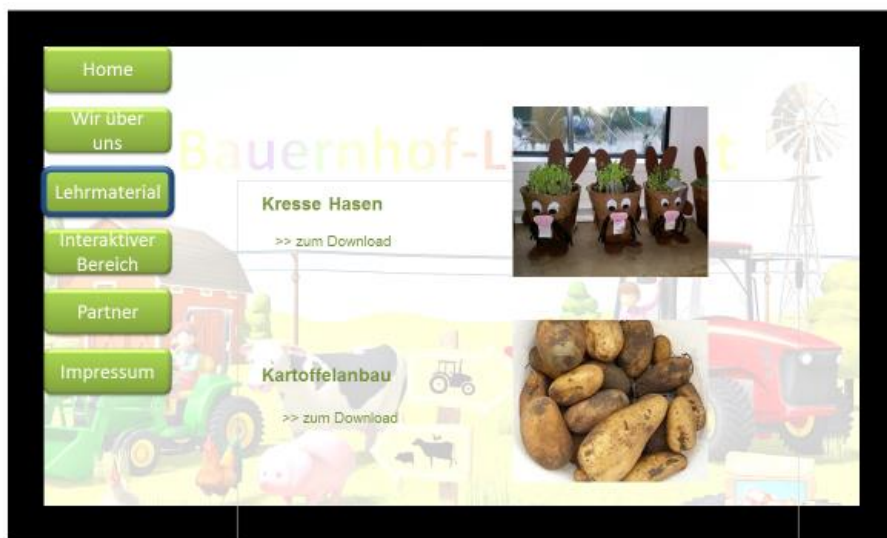 Home
Wir über
uns
Lehrmaterial
Interaktiver
Bereich
Partner
Impressum
Bauernhof-L
t
Kresse Hasen
>> zum Download
Kartoffelanbau
>> zum Download